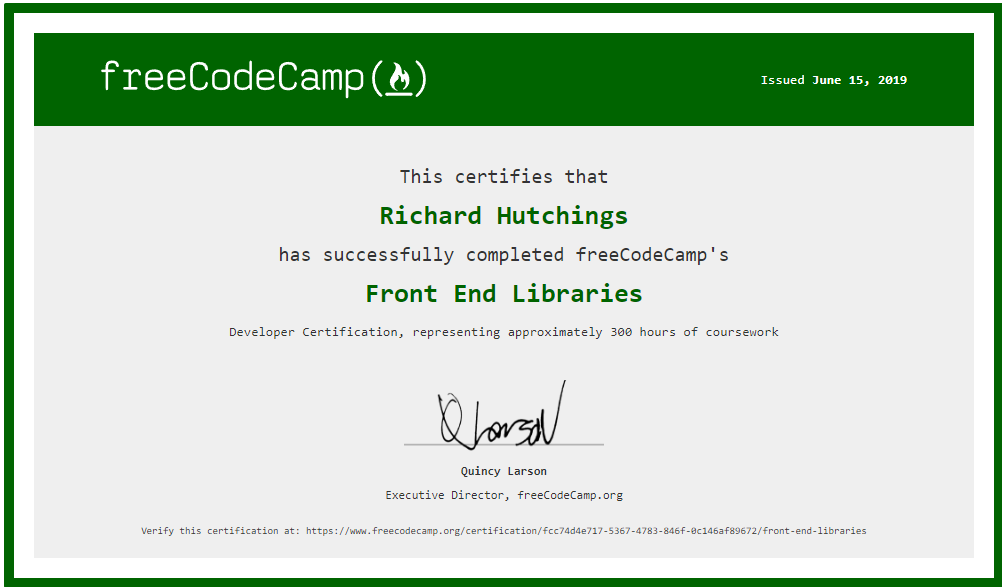 freeCodeCamp
Issued June 15, 2019
This certifies that
Richard Hutchings
has successfully completed freeCodeCamp's
Front End Libraries
Developer Certification, representing approximately 300 hours of coursework
Q Larson
Quincy Larson
Executive Director, freeCodeCamp.org
Verify this certification at: https://www.freecodecamp.org/certification/fcc74d4e717-5367-4783-846f-0c146af89672/front-end-libraries